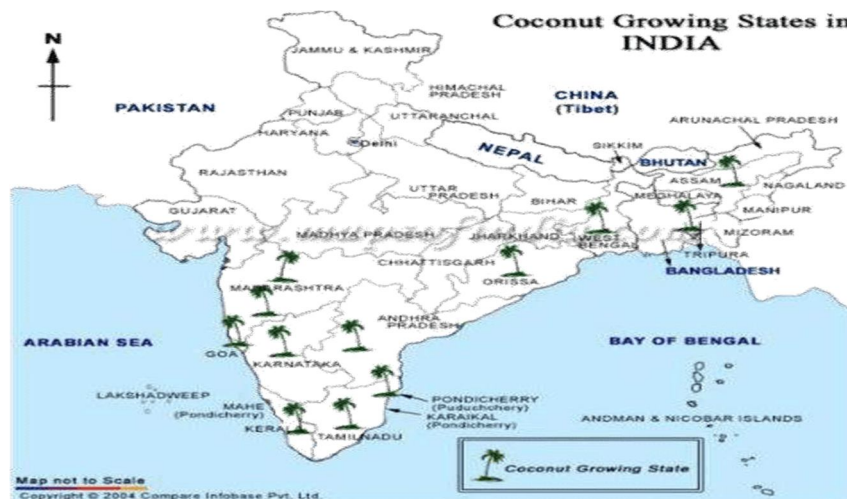 Coconut Growing States in
INDIA
N
JAMMU & KASHMIR
HIMACHAL
PRADESH
CHINA
(Tibet)
PAKISTAN
PUNJAB
UTTARANCHAL
ARUNACHAL PRADESH
HARYANA
Delhi
SIKKIM
NEPAL
BHUTAN
RAJASTHAN
ASSAM
NAGALAND
UTTAR
PRADESH
BIHAR
MEGHALAYA
GUJARAT
MANIPUR
MADHYA PRADESH
JHARKHAND
WEST
BENGAL
MIZORAM
CHHATTISGARH
TRIPURA
ORISSA
BANGLADESH
MAHARASHTRA
ANDHRA
PRADESH
ARABIAN SEA
BAY OF BENGAL
GOA
KARNATAKA
LAKSHADWEEP
PONDICHERRY
(Puduchchery)
MAHE
(Pondicherry)
KARAIKAL
(Pondicherry)
ANDMAN & NICOBAR ISLANDS
KERALA
TAMILNADU
Coconut Growing State
Map not to Scale
Copyright © 2004 Compare Infobase Pvt. Ltd.